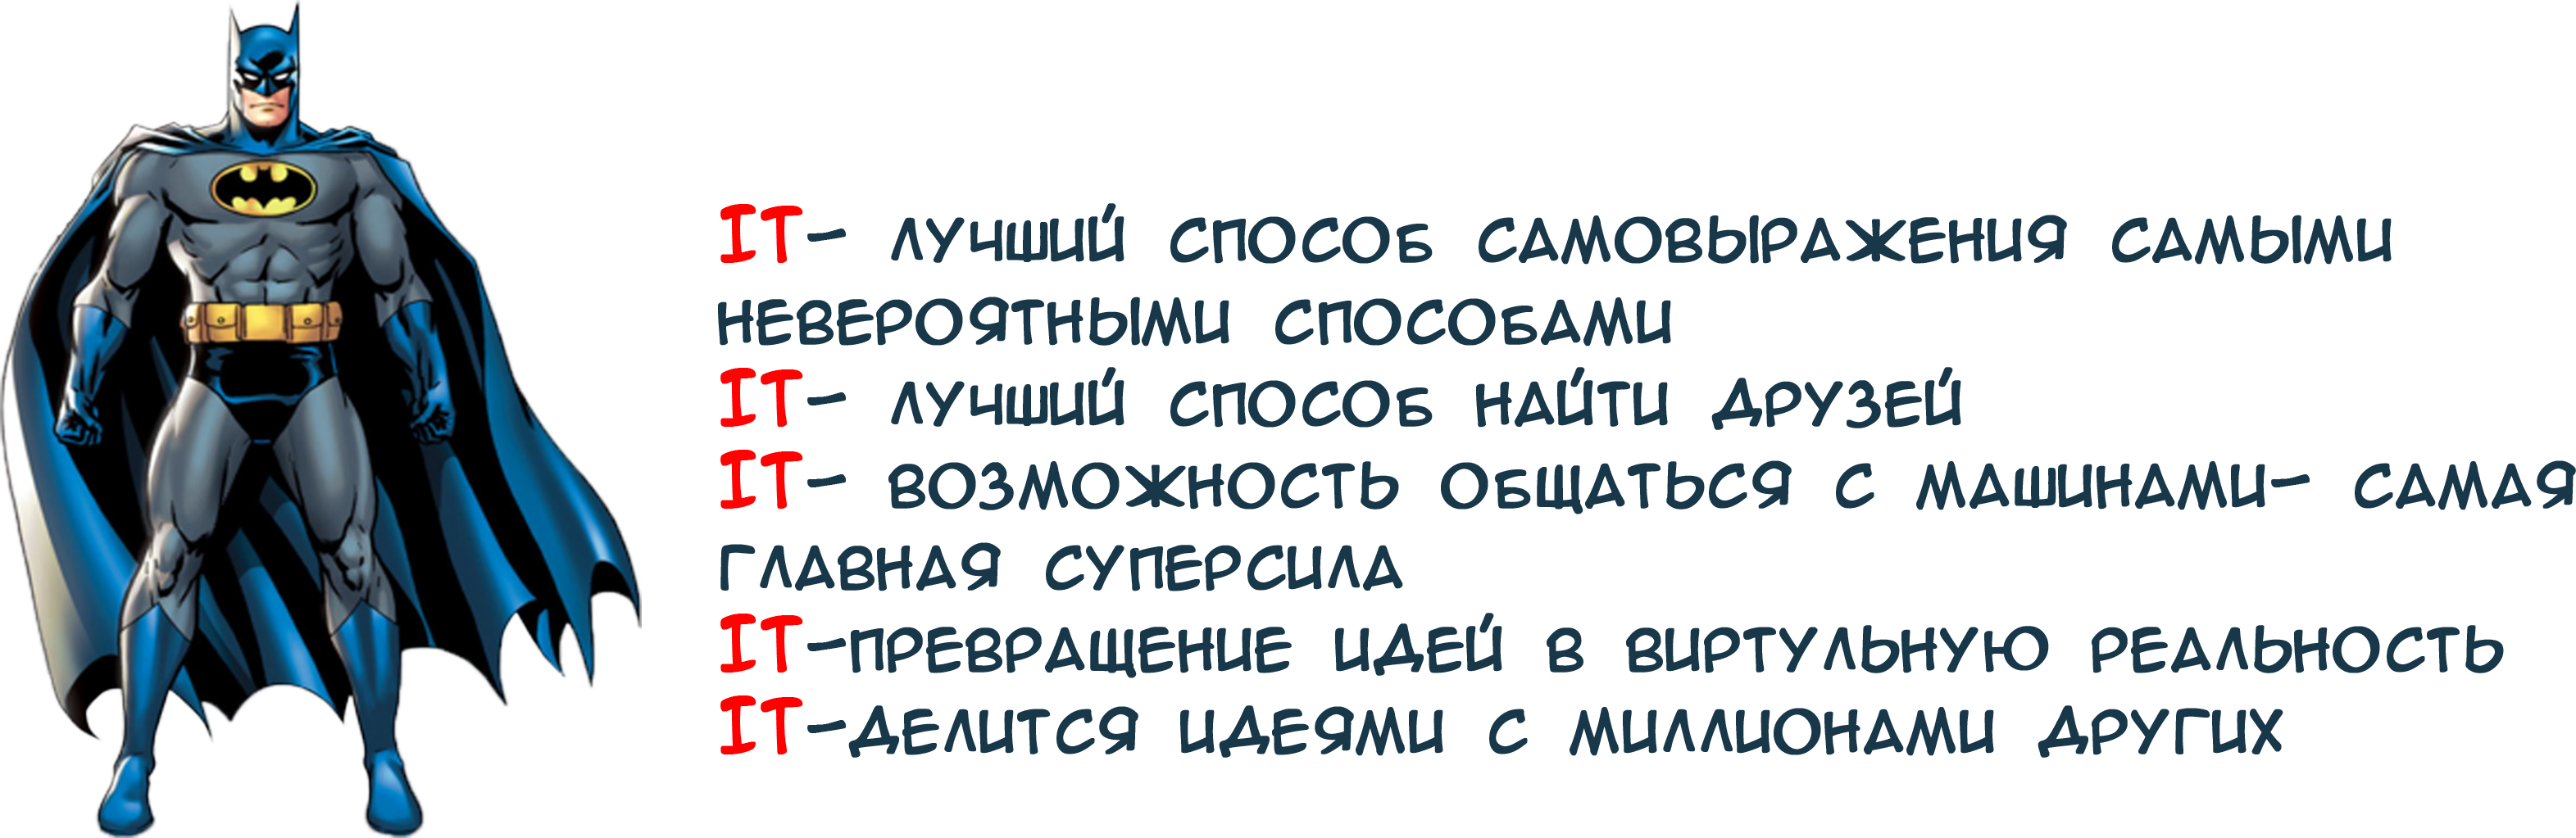 IT- ЛУЧШИЙ СПОСОБ САМОВЫРАЖЕНИЯ САМЫМИ
НЕВЕРОЯТНЫМИ СПОСОБАМИ
IT- ЛУЧШИЙ СПОСОБ НАЙТИ ДРУЗЕЙ
IT- ВОЗМОЖНОСТЬ ОБЩАТЬСЯ С МАШИНАМИ- САМАЯ
ГЛАВНАЯ СУПЕРСИЛА
IT-ПРЕВРАЩЕНИЕ ИДЕЙ В ВИРТУЛЬНУЮ РЕАЛЬНОСТЬ
IT-ДЕЛИТСЯ ИДЕЯМИ С МИЛЛИОНАМИ ДРУГИХ